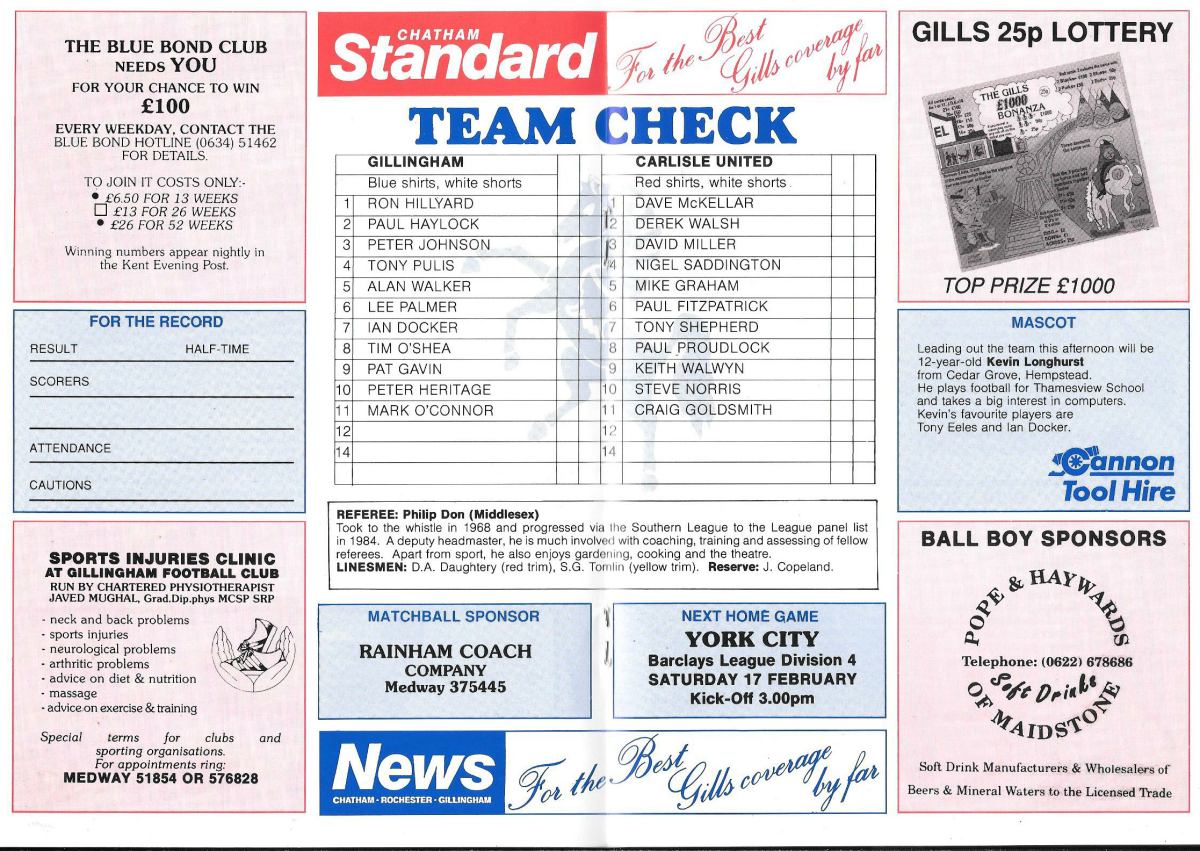 THE BLUE BOND CLUB
NEEDS YOU
FOR YOUR CHANCE TO WIN
£100
EVERY WEEKDAY, CONTACT THE
BLUE BOND HOTLINE (0634) 51462
FOR DETAILS.
TO JOIN IT COSTS ONLY:-
• £6.50 FOR 13 WEEKS
□ £13 FOR 26 WEEKS
• £26 FOR 52 WEEKS
Winning numbers appear nightly in
the Kent Evening Post.
FOR THE RECORD
RESULT HALF-TIME
SCORERS
ATTENDANCE
CAUTIONS
SPORTS INJURIES CLINIC
AT GILLINGHAM FOOTBALL CLUB
RUN BY CHARTERED PHYSIOTHERAPIST
JAVED MUGHAL, Grad.Dip.phys MCSP SRP
- neck and back problems
- sports injuries
- neurological problems
- arthritic problems
- advice on diet & nutrition
- massage
- advice on exercise & training
Special terms for clubs and
sporting organisations.
For appointments ring:
MEDWAY 51854 OR 576828
CHATHAM
Standard
For the Best
Gills coverage
by far
TEAM CHECK
GILLINGHAM CARLISLE UNITED
Blue shirts, white shorts Red shirts, white shorts
1 RON HILLYARD 1 DAVE McKELLAR
2 PAUL HAYLOCK 2 DEREK WALSH
3 PETER JOHNSON 3 DAVID MILLER
4 TONY PULIS 4 NIGEL SADDINGTON
5 ALAN WALKER 5 MIKE GRAHAM
6 LEE PALMER 6 PAUL FITZPATRICK
7 IAN DOCKER 7 TONY SHEPHERD
8 TIM O'SHEA 8 PAUL PROUDLOCK
9 PAT GAVIN 9 KEITH WALWYN
10 PETER HERITAGE 10 STEVE NORRIS
11 MARK O'CONNOR 11 CRAIG GOLDSMITH
12 12
14 14
REFEREE: Philip Don (Middlesex)
Took to the whistle in 1968 and progressed via the Southern League to the League panel list
in 1984. A deputy headmaster, he is much involved with coaching, training and assessing of fellow
referees. Apart from sport, he also enjoys gardening, cooking and the theatre.
LINESMEN: D.A. Daughtery (red trim), S.G. Tomlin (yellow trim). Reserve: J. Copeland.
MATCHBALL SPONSOR
RAINHAM COACH
COMPANY
Medway 375445
NEXT HOME GAME
YORK CITY
Barclays League Division 4
SATURDAY 17 FEBRUARY
Kick-Off 3.00pm
News
CHATHAM - ROCHESTER - GILLINGHAM
For the Best
Gills coverage
by far
GILLS 25p LOTTERY
THE GILLS
£1000
BONANZA
TOP PRIZE £1000
MASCOT
Leading out the team this afternoon will be
12-year-old Kevin Longhurst
from Cedar Grove, Hempstead.
He plays football for Thamesview School
and takes a big interest in computers.
Kevin's favourite players are
Tony Eeles and Ian Docker.
Cannon
Tool Hire
BALL BOY SPONSORS
POPE & HAYWARDS
Telephone: (0622) 678686
Soft Drinks
OF MAIDSTONE
Soft Drink Manufacturers & Wholesalers of
Beers & Mineral Waters to the Licensed Trade